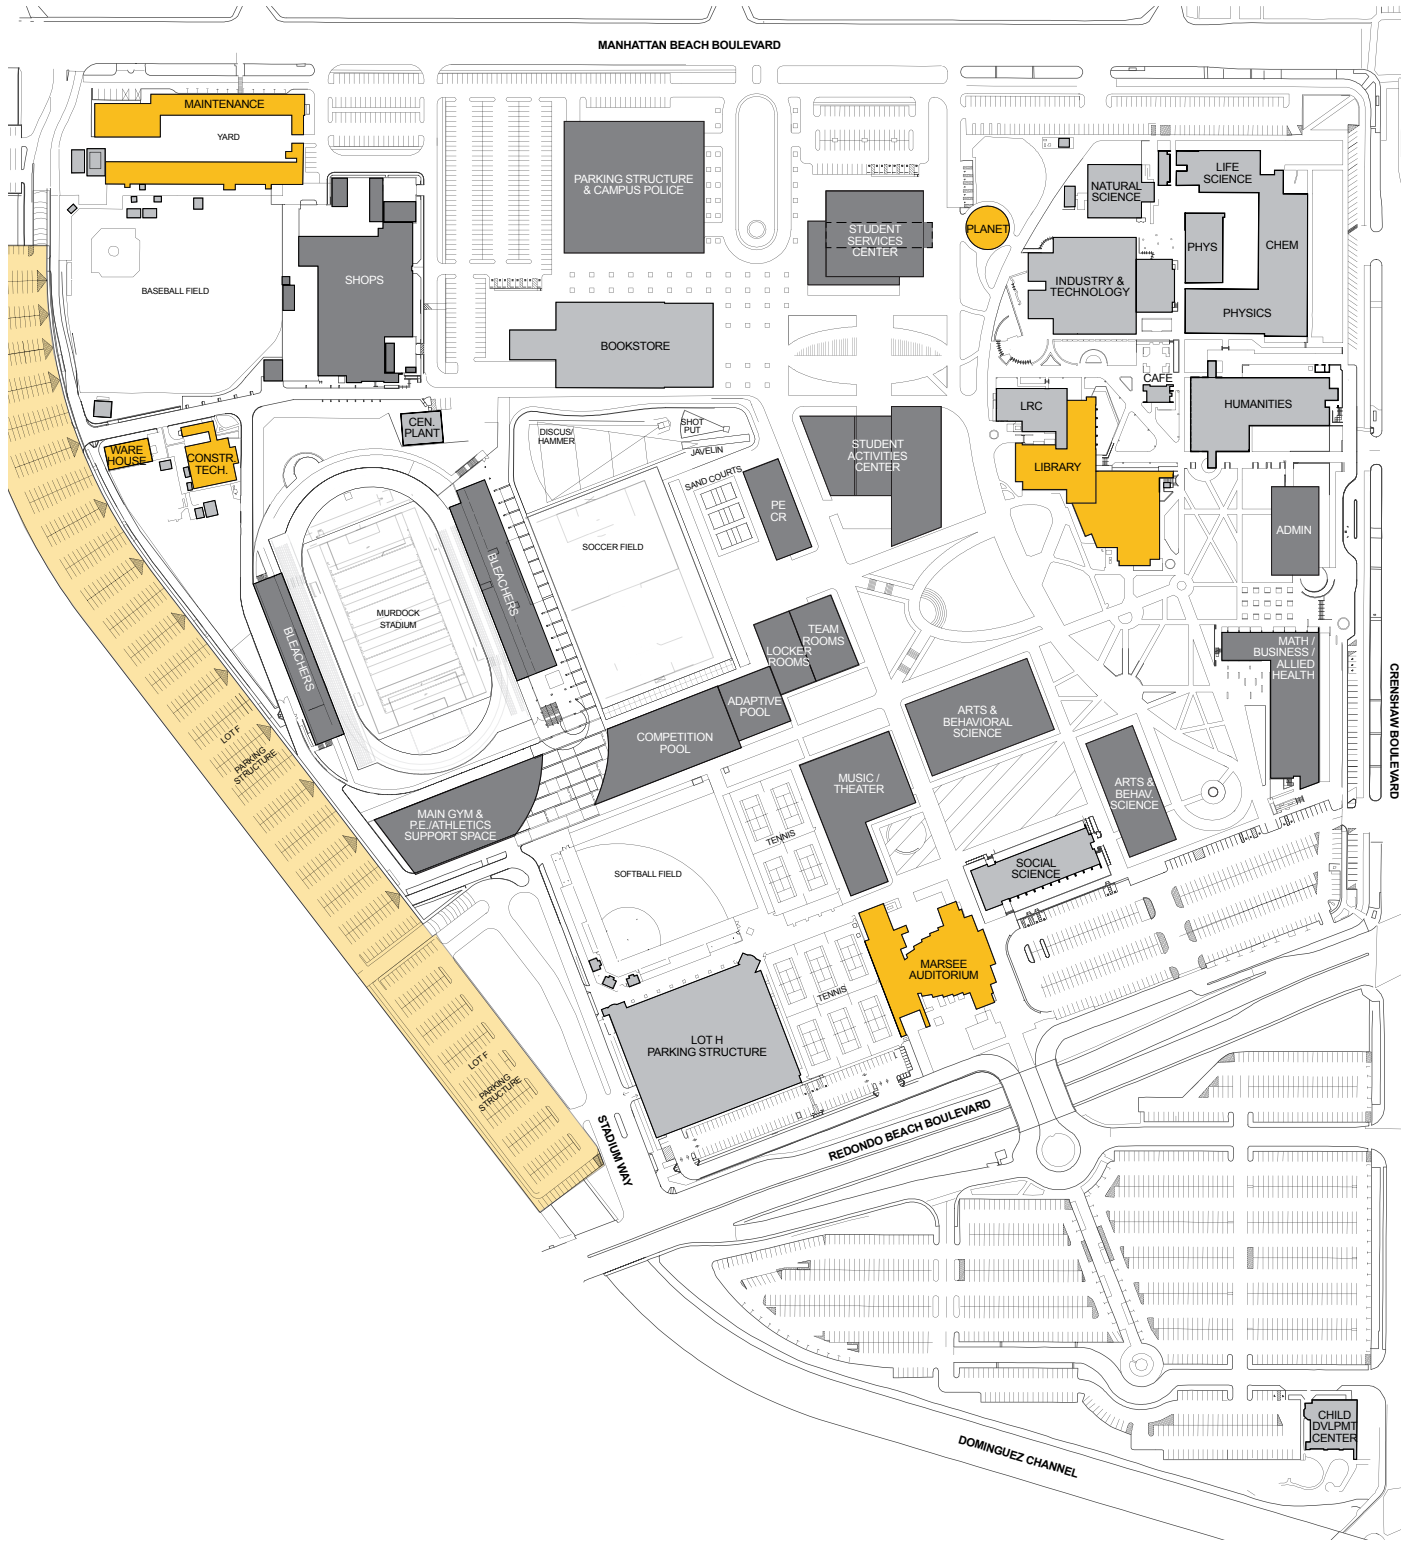 MANHATTAN BEACH BOULEVARD
MAINTENANCE
YARD
PARKING STRUCTURE
& CAMPUS POLICE
LIFE
SCIENCE
NATURAL
SCIENCE
STUDENT
SERVICES
CENTER
PLANET
PHYS
CHEM
SHOPS
BASEBALL FIELD
INDUSTRY &
TECHNOLOGY
PHYSICS
BOOKSTORE
CAFE
LRC
HUMANITIES
CEN.
PLANT
DISCUS/
HAMMER
SHOT
PUT
JAVELIN
STUDENT
ACTIVITIES
CENTER
WARE
HOUSE
CONSTR.
TECH.
LIBRARY
SAND COURTS
PE
CR
ADMIN
SOCCER FIELD
BLEACHERS
MURDOCK
STADIUM
BLEACHERS
TEAM
ROOMS
LOCKER
ROOMS
MATH /
BUSINESS /
ALLIED
HEALTH
CRENSHAW BOULEVARD
ADAPTIVE
POOL
ARTS &
BEHAVIORAL
SCIENCE
COMPETITION
POOL
LOT F
PARKING
STRUCTURE
MUSIC /
THEATER
ARTS &
BEHAV.
SCIENCE
MAIN GYM &
P.E./ATHLETICS
SUPPORT SPACE
TENNIS
SOCIAL
SCIENCE
SOFTBALL FIELD
MARSEE
AUDITORIUM
TENNIS
LOT H
PARKING STRUCTURE
LOT F
PARKING
STRUCTURE
STADIUM WAY
REDONDO BEACH BOULEVARD
CHILD
DVLPMT
CENTER
DOMINGUEZ CHANNEL